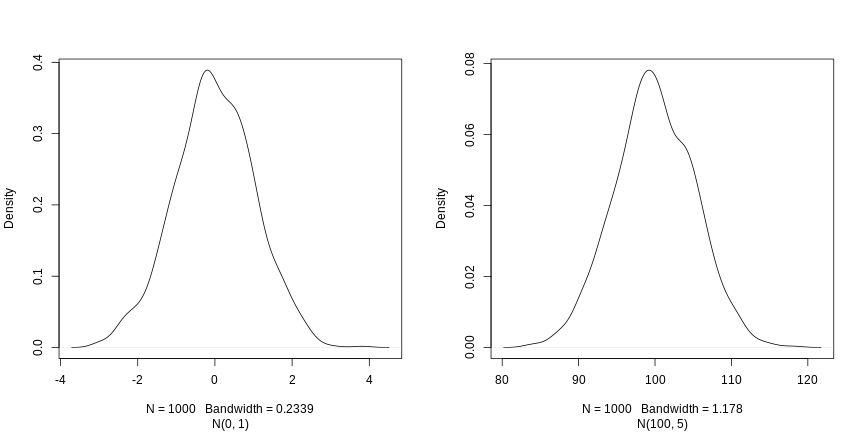 Density
0.0 0.1 0.2 0.3 0.4
-4 -2 0 2 4
N = 1000 Bandwidth = 0.2339
N(0, 1)
Density
0.00 0.02 0.04 0.06 0.08
80 90 100 110 120
N = 1000 Bandwidth = 1.178
N(100, 5)